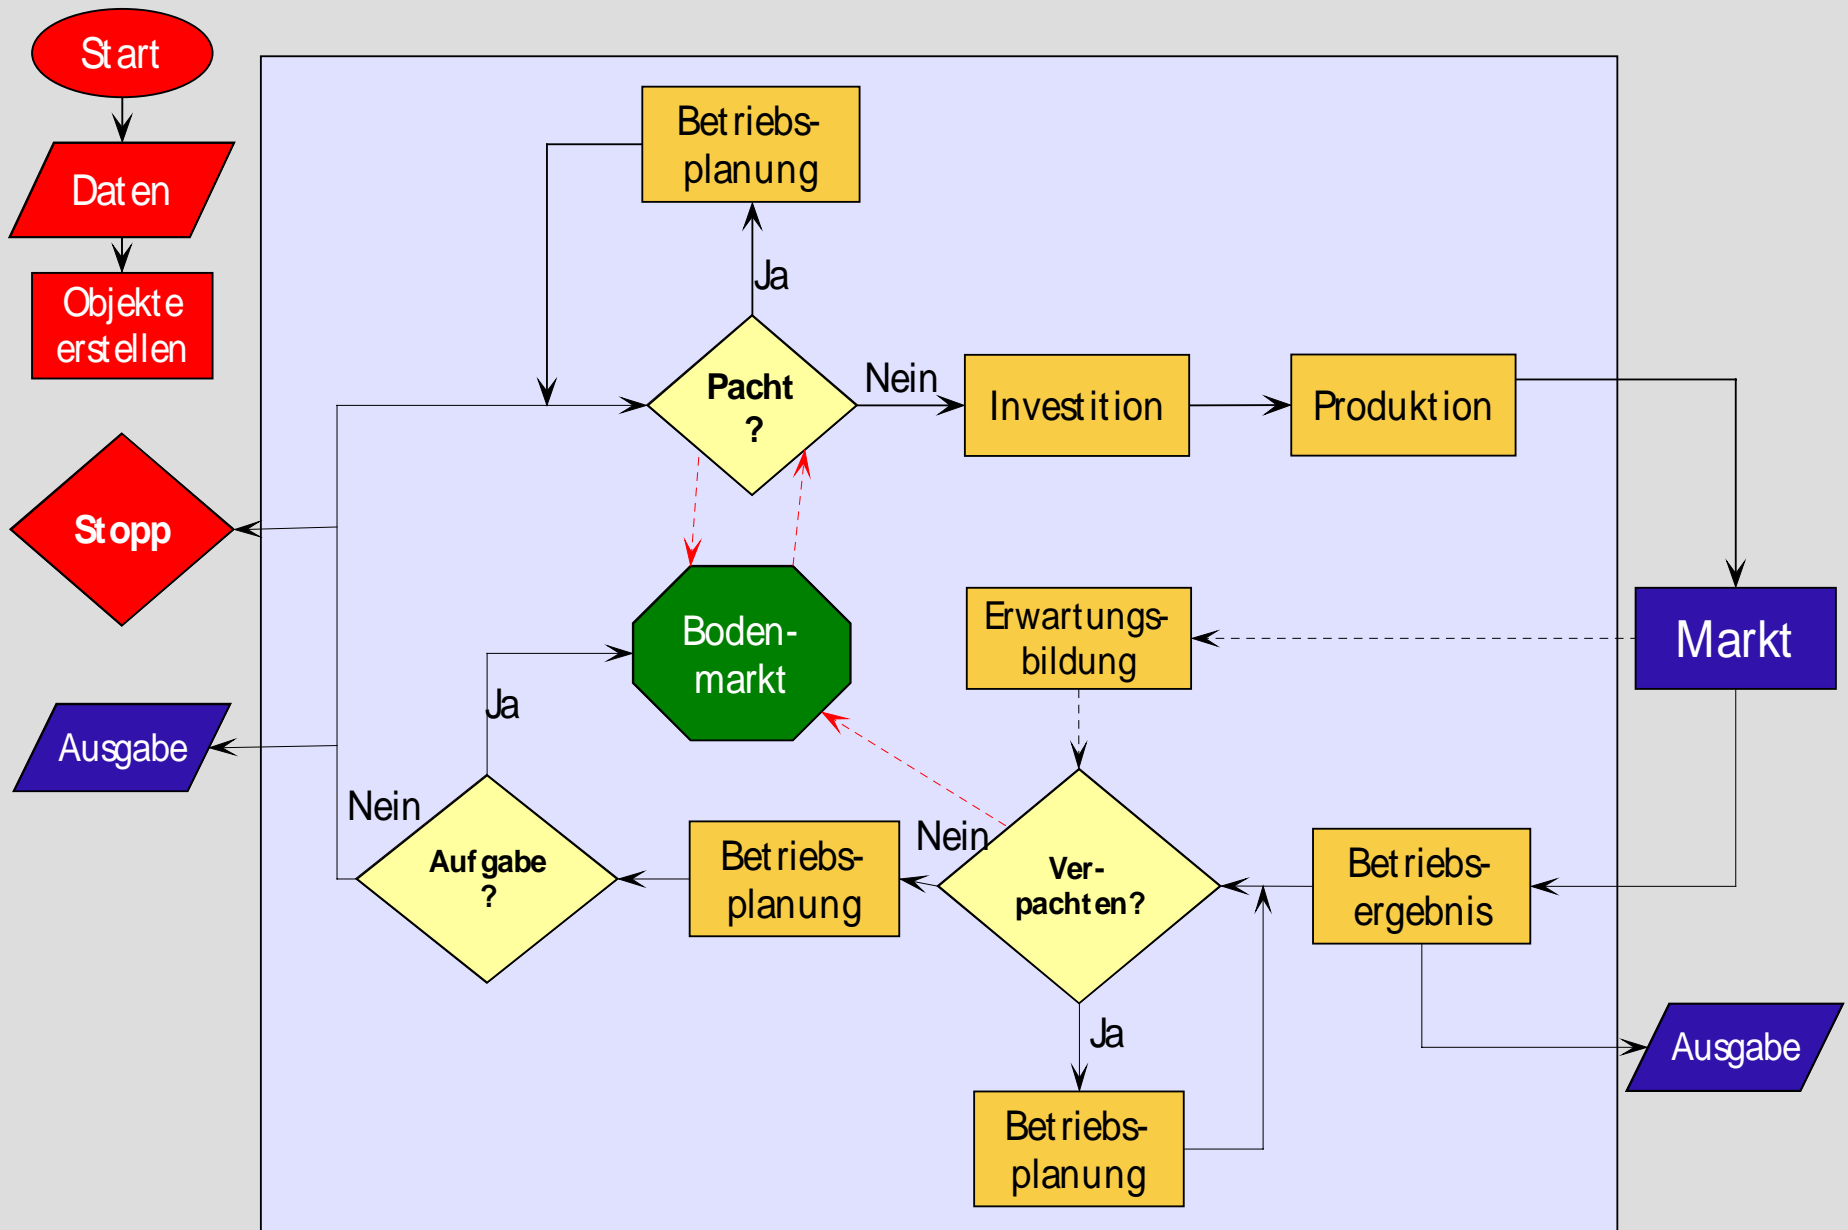 Start
Daten
Objekte
erstellen
Stopp
Ausgabe
Betriebs-
planung
Ja
Pacht
?
Nein
Investition
Produktion
Boden-
markt
Erwartungs-
bildung
Markt
Ja
Nein
Aufgabe
?
Betriebs-
planung
Nein
Ver-
pachten?
Betriebs-
ergebnis
Ja
Betriebs-
planung
Ausgabe